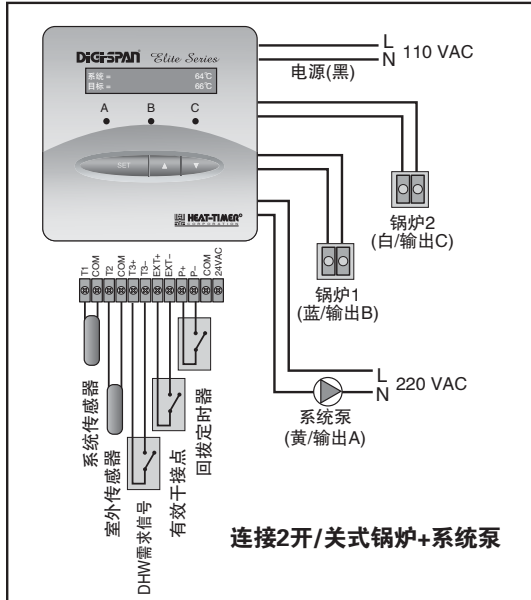 DiGi-SPAN Elite Series
系统 = 64℃
目标 = 66℃
A B C
SET
HEAT-TIMER®
CORPORATION
L
N
110 VAC
电源(黑)
锅炉2
(白/输出C)
锅炉1
(蓝/输出B)
L
N
220 VAC
系统泵
(黄/输出A)
T1
COM
T2
COM
T3+
T3-
EXT+
EXT-
P+
P-
COM
24VAC
系统传感器
室外传感器
DHW需求信号
有效干接点
回拨定时器
连接2开/关式锅炉+系统泵